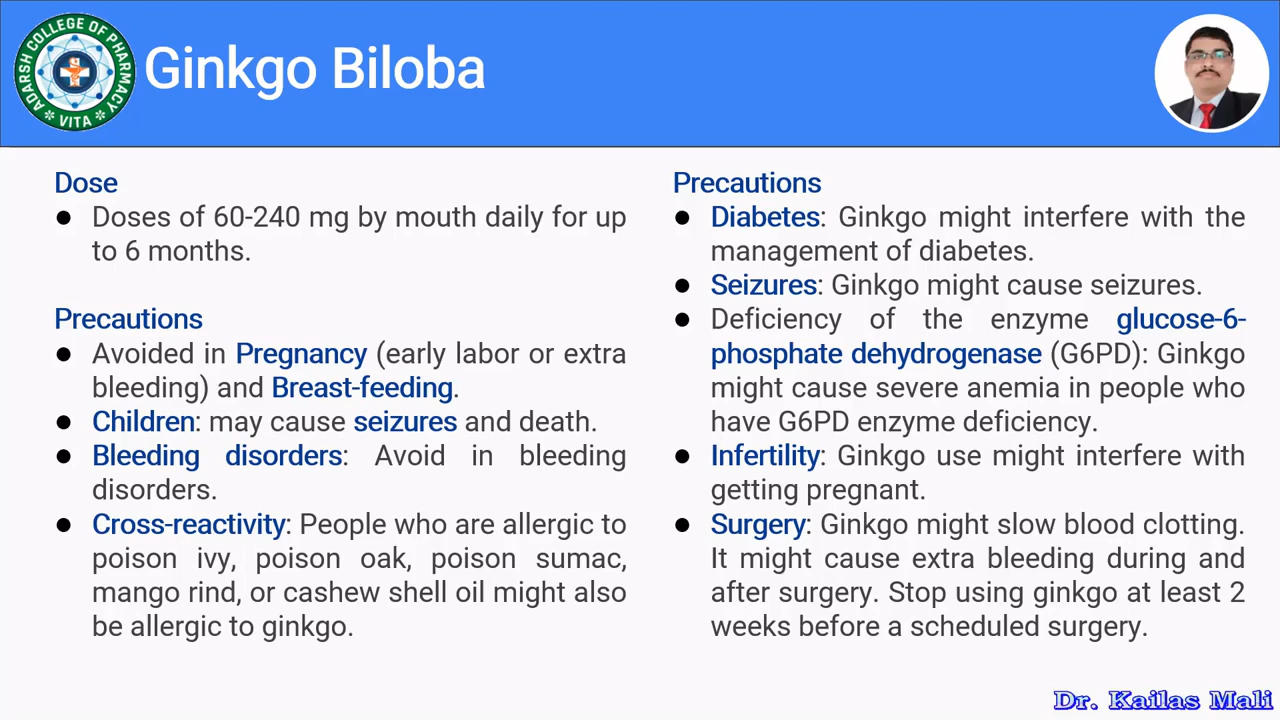 ADARSH COLLEGE OF PHARMACY
VITA
Ginkgo Biloba
Dose
● Doses of 60-240 mg by mouth daily for up
to 6 months.
Precautions
● Avoided in Pregnancy (early labor or extra
bleeding) and Breast-feeding.
● Children: may cause seizures and death.
● Bleeding disorders: Avoid in bleeding
disorders.
● Cross-reactivity: People who are allergic to
poison ivy, poison oak, poison sumac,
mango rind, or cashew shell oil might also
be allergic to ginkgo.
Precautions
● Diabetes: Ginkgo might interfere with the
management of diabetes.
● Seizures: Ginkgo might cause seizures.
● Deficiency of the enzyme glucose-6-
phosphate dehydrogenase (G6PD): Ginkgo
might cause severe anemia in people who
have G6PD enzyme deficiency.
● Infertility: Ginkgo use might interfere with
getting pregnant.
● Surgery: Ginkgo might slow blood clotting.
It might cause extra bleeding during and
after surgery. Stop using ginkgo at least 2
weeks before a scheduled surgery.
Dr. Kailas Mali